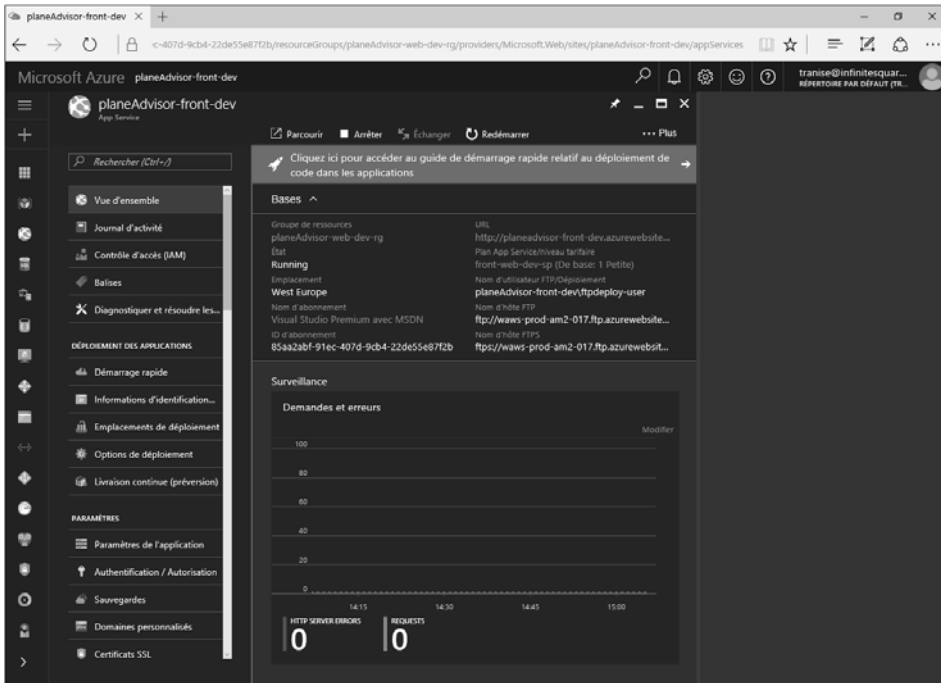 planeAdvisor-front-dev
c-407d-9cb4-22de55e87f2b/resourceGroups/planeAdvisor-web-dev-rg/providers/Microsoft.Web/sites/planeAdvisor-front-dev/appServices
Microsoft Azure planeAdvisor-front-dev
tranise@infinitesquar...
RÉPERTOIRE PAR DÉFAUT (TR...
planeAdvisor-front-dev
App Service
Parcourir Arrêter Échanger Redémarrer ... Plus
Rechercher (Ctrl+/)
Cliquez ici pour accéder au guide de démarrage rapide relatif au déploiement de
code dans les applications
Vue d'ensemble
Journal d'activité
Contrôle d'accès (IAM)
Balises
Diagnostiquer et résoudre les...
DÉPLOIEMENT DES APPLICATIONS
Démarrage rapide
Informations d'identification...
Emplacements de déploiement
Options de déploiement
Livraison continue (préversion)
PARAMÈTRES
Paramètres de l'application
Authentification / Autorisation
Sauvegardes
Domaines personnalisés
Certificats SSL
Bases
Groupe de ressources
planeAdvisor-web-dev-rg
État
Running
Emplacement
West Europe
Nom d'abonnement
Visual Studio Premium avec MSDN
ID d'abonnement
85aa2abf-91ec-407d-9cb4-22de55e87f2b
URL
http://planeadvisor-front-dev.azurewebsite...
Plan App Service/niveau tarifaire
front-web-dev-sp (De base: 1 Petite)
Nom d'utilisateur FTP/Déploiement
planeAdvisor-front-dev\ftpdeploy-user
Nom d'hôte FTP
ftp://waws-prod-am2-017.ftp.azurewebsite...
Nom d'hôte FTPS
ftps://waws-prod-am2-017.ftp.azurewebsit...
Surveillance
Demandes et erreurs
Modifier
100
80
60
40
20
0
14:15 14:30 14:45 15:00
HTTP SERVER ERRORS
0
REQUESTS
0